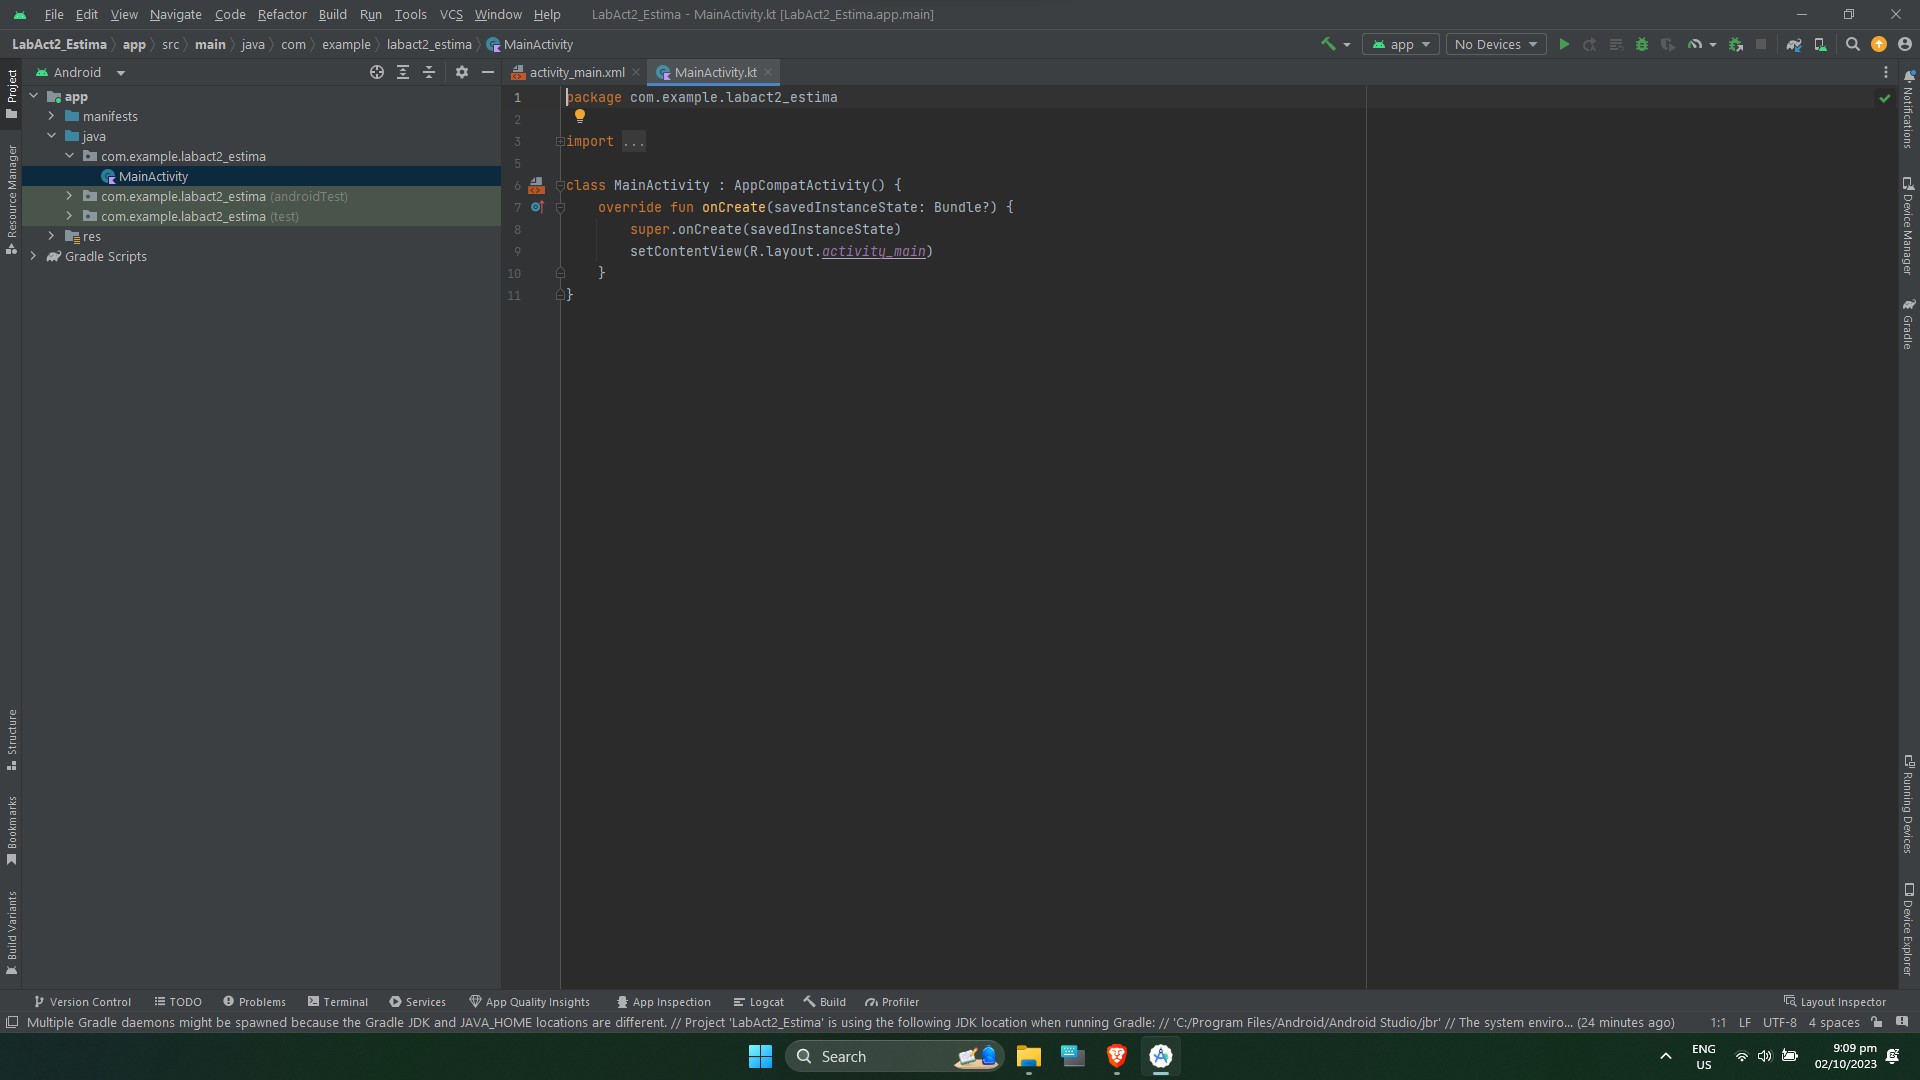 File Edit View Navigate Code Refactor Build Run Tools VCS Window Help LabAct2_Estima - MainActivity.kt [LabAct2_Estima.app.main]
LabAct2_Estima app src main java com example labact2_estima MainActivity app No Devices
Android activity_main.xml MainActivity.kt
app
manifests
java
com.example.labact2_estima
MainActivity
com.example.labact2_estima (androidTest)
com.example.labact2_estima (test)
res
Gradle Scripts
1 package com.example.labact2_estima
2
3 import ...
5
6 class MainActivity : AppCompatActivity() {
7 override fun onCreate(savedInstanceState: Bundle?) {
8 super.onCreate(savedInstanceState)
9 setContentView(R.layout.activity_main)
10 }
11 }
Project
Resource Manager
Structure
Bookmarks
Build Variants
Notifications
Device Manager
Gradle
Running Devices
Device Explorer
Version Control TODO Problems Terminal Services App Quality Insights App Inspection Logcat Build Profiler Layout Inspector
Multiple Gradle daemons might be spawned because the Gradle JDK and JAVA_HOME locations are different. // Project 'LabAct2_Estima' is using the following JDK location when running Gradle: // 'C:/Program Files/Android/Android Studio/jbr' // The system enviro... (24 minutes ago) 1:1 LF UTF-8 4 spaces
Search
ENG
US
9:09 pm
02/10/2023